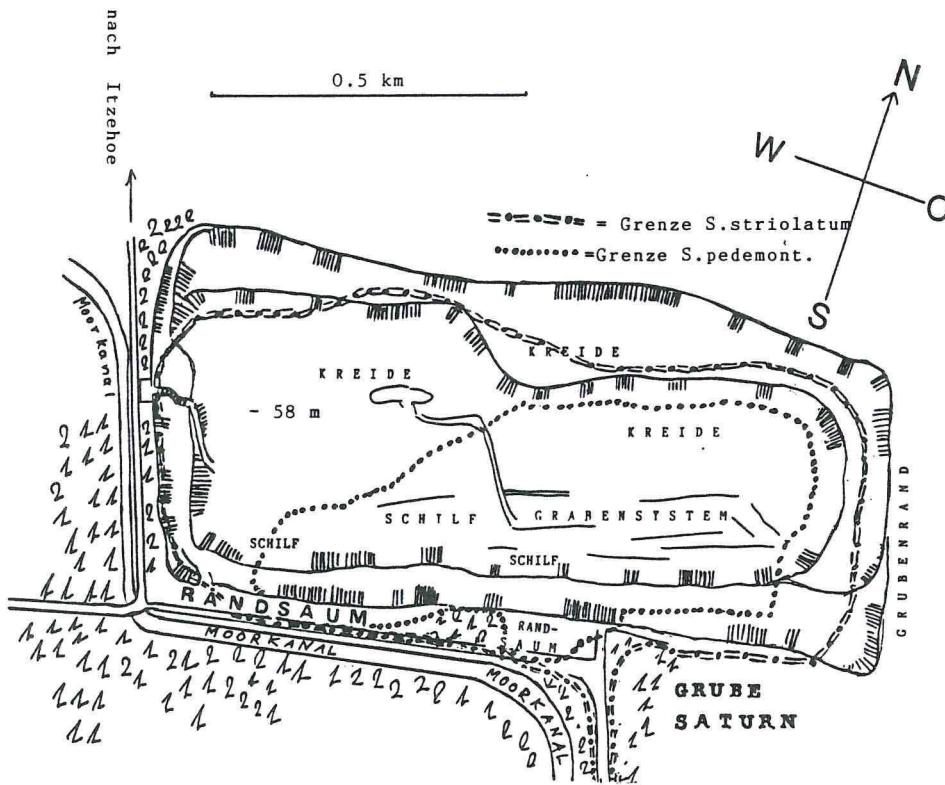 nach Itzehoe
0.5 km
N
W
O
S
= Grenze S.striolatum
=Grenze S.pedemont.
Moorkanal
KREIDE
KREIDE
- 58 m
KREIDE
SCHILF
GRABENSYSTEM
SCHILF
SCHILF
GRUBENRAND
RANDSAUM
RAND-
AUM
MOORKANAL
MOORKANAL
GRUBE
SATURN